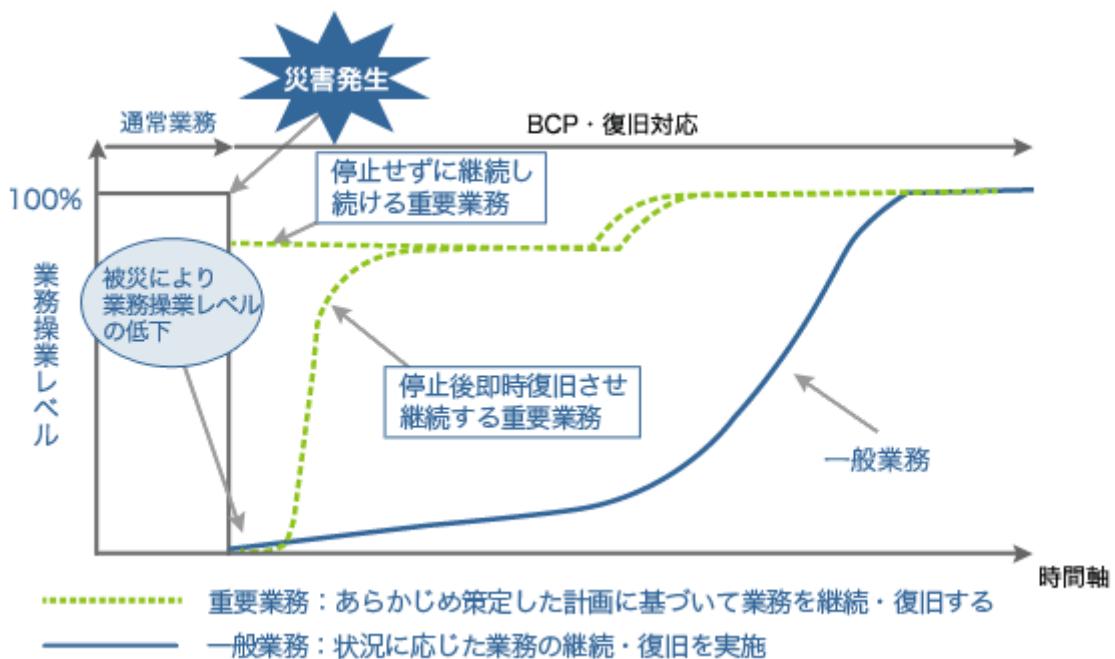 災害発生
通常業務
BCP・復旧対応
停止せずに継続し
続ける重要業務
100%
被災により
業務操業レベル
の低下
業務操業レベル
停止後即時復旧させ
継続する重要業務
一般業務
時間軸
重要業務：あらかじめ策定した計画に基づいて業務を継続・復旧する
一般業務：状況に応じた業務の継続・復旧を実施